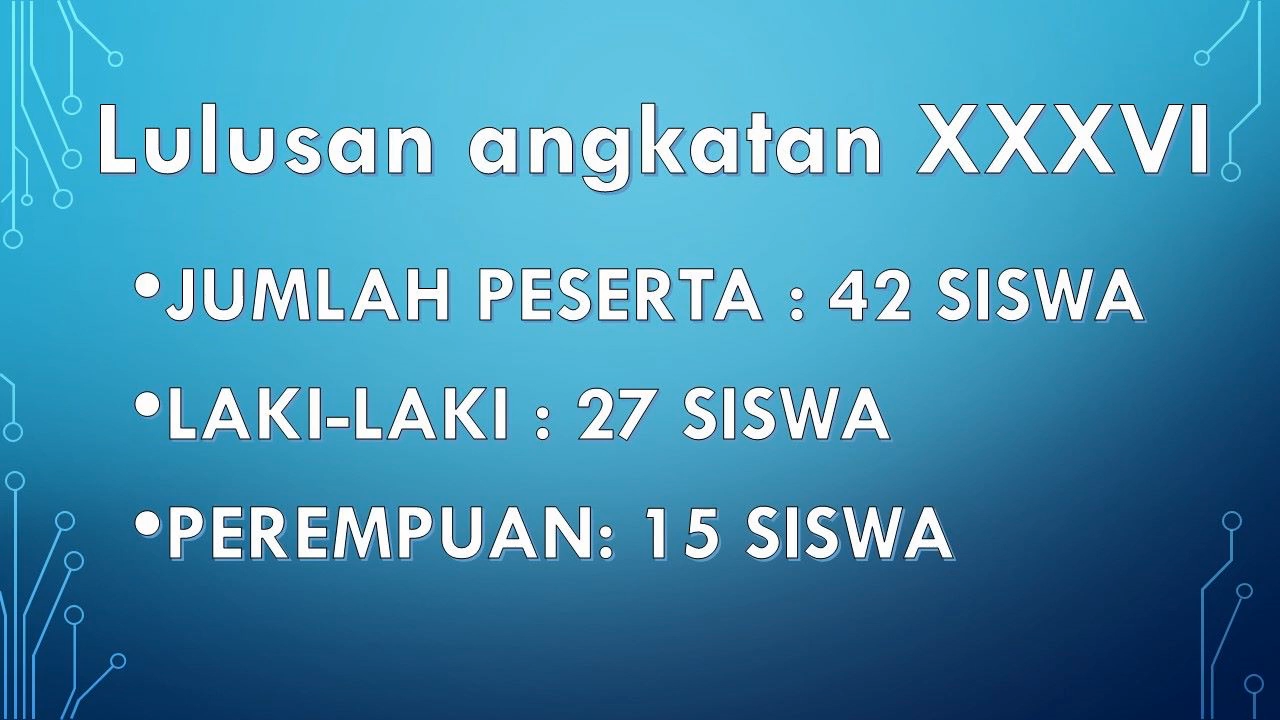 Lulusan angkatan XXXVI
•JUMLAH PESERTA : 42 SISWA
•LAKI-LAKI : 27 SISWA
•PEREMPUAN: 15 SISWA